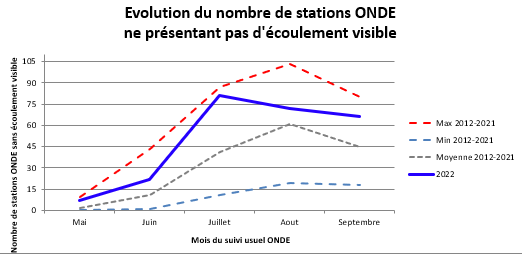 Evolution du nombre de stations ONDE
ne présentant pas d'écoulement visible
Nombre de stations ONDE sans écoulement visible
105
90
75
60
45
30
15
0
Mai
Juin
Juillet
Aout
Septembre
Mois du suivi usuel ONDE
Max 2012-2021
Min 2012-2021
Moyenne 2012-2021
2022